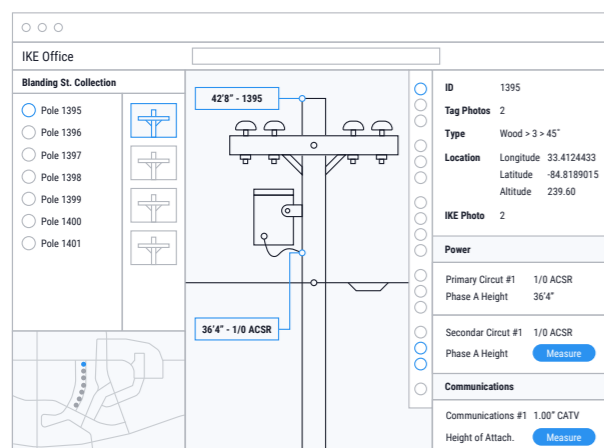 IKE Office
Blanding St. Collection
Pole 1395
Pole 1396
Pole 1397
Pole 1398
Pole 1399
Pole 1400
Pole 1401
42'8" - 1395
36'4" - 1/0 ACSR
ID 1395
Tag Photos 2
Type Wood > 3 > 45˝
Location Longitude 33.4124433
Latitude -84.8189015
Altitude 239.60
IKE Photo 2
Power
Primary Circut #1 1/0 ACSR
Phase A Height 36'4"
Secondar Circut #1 1/0 ACSR
Phase A Height Measure
Communications
Communications #1 1.00" CATV
Height of Attach. Measure